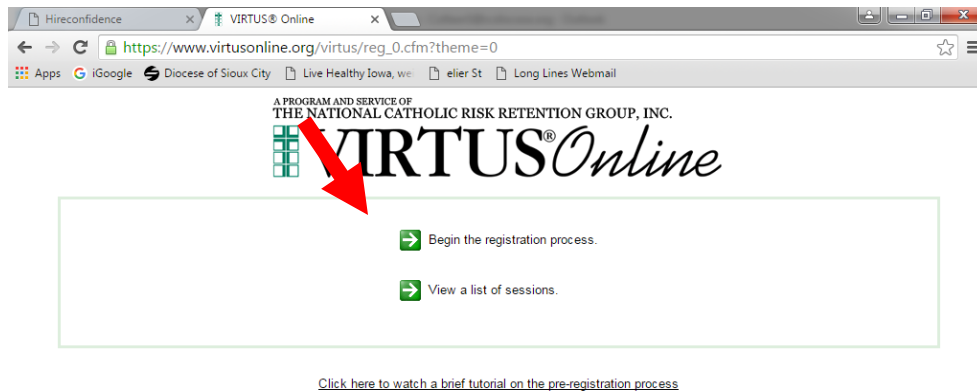 Hireconfidence VIRTUS® Online
https://www.virtusonline.org/virtus/reg_0.cfm?theme=0
Apps iGoogle Diocese of Sioux City Live Healthy Iowa, we elier St Long Lines Webmail
A PROGRAM AND SERVICE OF
THE NATIONAL CATHOLIC RISK RETENTION GROUP, INC.
VIRTUS® Online
Begin the registration process.
View a list of sessions.
Click here to watch a brief tutorial on the pre-registration process